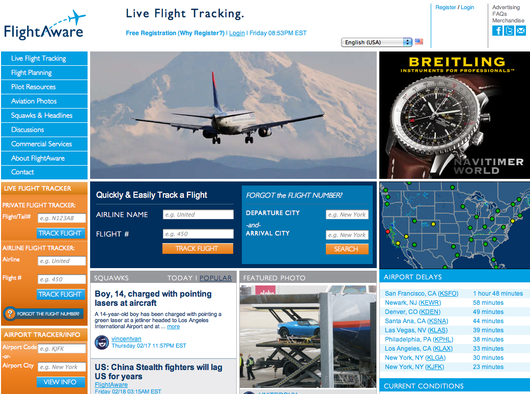 FlightAware
Live Flight Tracking.
Free Registration (Why Register?) | Login | Friday 08:53PM EST
English (USA)
Register / Login
Advertising
FAQs
Merchandise
Live Flight Tracking
Flight Planning
Pilot Resources
Aviation Photos
Squawks & Headlines
Discussions
Commercial Services
About FlightAware
Contact
BREITLING
INSTRUMENTS FOR PROFESSIONALS™
NAVITIMER
WORLD
LIVE FLIGHT TRACKER
PRIVATE FLIGHT TRACKER:
Flight/Tail# e.g. N123AB
TRACK FLIGHT
AIRLINE FLIGHT TRACKER:
Airline e.g. United
Flight # e.g. 450
TRACK FLIGHT
FORGOT THE FLIGHT NUMBER?
AIRPORT TRACKER/INFO
Airport Code e.g. KJFK
-or-
Airport City e.g. New York
VIEW INFO
Quickly & Easily Track a Flight
AIRLINE NAME e.g. United
FLIGHT # e.g. 450
TRACK FLIGHT
FORGOT THE FLIGHT NUMBER?
DEPARTURE CITY e.g. New York
-and-
ARRIVAL CITY e.g. New York
SEARCH
SQUAWKS TODAY | POPULAR
Boy, 14, charged with pointing
lasers at aircraft
A 14-year-old boy has been charged with pointing a
green laser at a jetliner headed to Los Angeles
International Airport and at... more
vincentvan
Thursday 02/17 11:57PM EST
US: China Stealth fighters will lag
US for years
FlightAware
Friday 02/18 03:15AM EST
FEATURED PHOTO
alpha
AIRPORT DELAYS
San Francisco, CA (KSFO) 1 hour 48 minutes
Newark, NJ (KEWR) 58 minutes
Denver, CO (KDEN) 49 minutes
Santa Ana, CA (KSNA) 44 minutes
Las Vegas, NV (KLAS) 39 minutes
Philadelphia, PA (KPHL) 38 minutes
Los Angeles, CA (KLAX) 33 minutes
New York, NY (KLGA) 30 minutes
New York, NY (KJFK) 23 minutes
CURRENT CONDITIONS